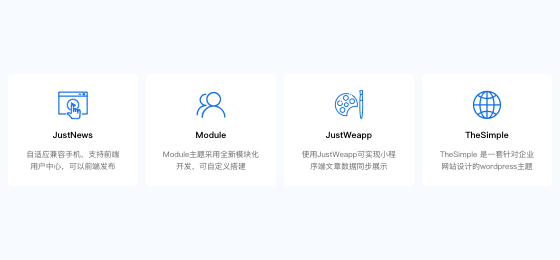 JustNews
自适应兼容手机、支持前端
用户中心，可以前端发布
Module
Module主题采用全新模块化
开发，可自定义搭建
JustWeapp
使用JustWeapp可实现小程
序端文章数据同步展示
TheSimple
TheSimple 是一套针对企业
网站设计的wordpress主题